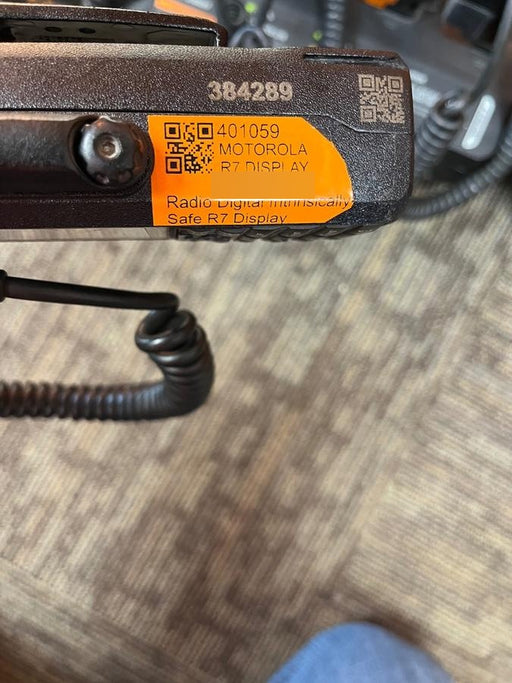 384289
401059
MOTOROLA
R7 DISPLAY
Radio Digital Intrinsically
Safe R7 Display